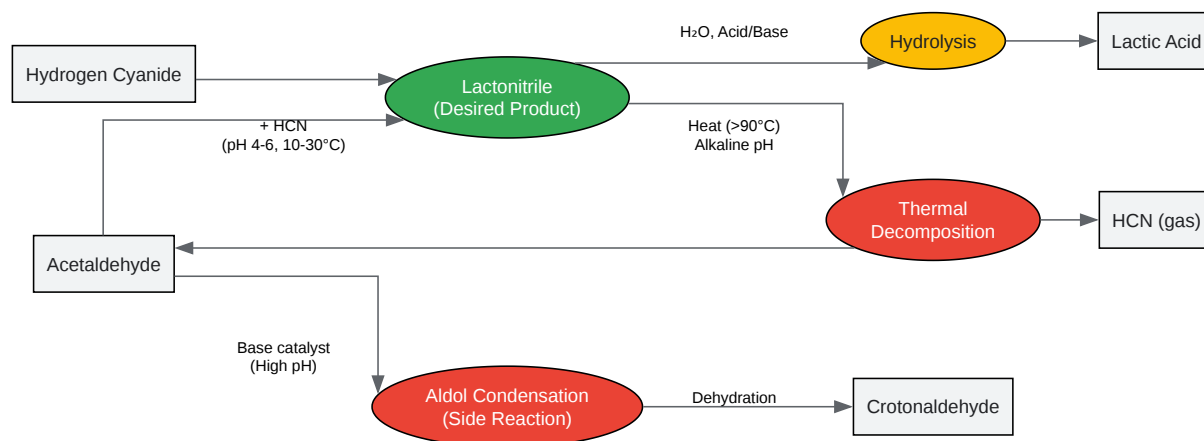 H₂O, Acid/Base
Hydrolysis
Lactic Acid
Hydrogen Cyanide
Lactonitrile
(Desired Product)
+ HCN
(pH 4-6, 10-30°C)
Heat (>90°C)
Alkaline pH
Thermal
Decomposition
HCN (gas)
Acetaldehyde
Base catalyst
(High pH)
Aldol Condensation
(Side Reaction)
Dehydration
Crotonaldehyde